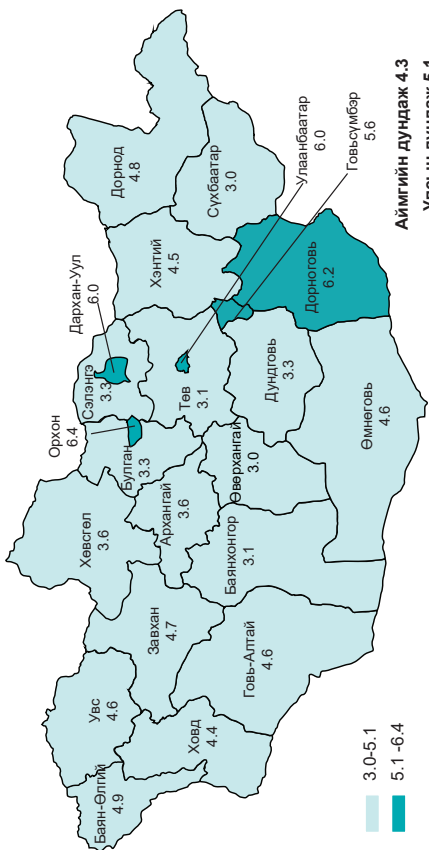 Баян-Өлгий
4.9
Увс
4.6
Ховд
4.4
Завхан
4.7
Говь-Алтай
4.6
Хөвсгөл
3.6
Архангай
3.6
Баянхонгор
3.1
Орхон
6.4
Булган
3.3
Өвөрхангай
3.0
Сэлэнгэ
3.3
Дархан-Уул
6.0
Төв
3.1
Дундговь
3.3
Өмнөговь
4.6
Хэнтий
4.5
Дорнод
4.8
Сүхбаатар
3.0
Дорноговь
6.2
Улаанбаатар
6.0
Говьсүмбэр
5.6
3.0-5.1
5.1 -6.4
Аймгийн дундаж 4.3
Улсын дундаж 5.1